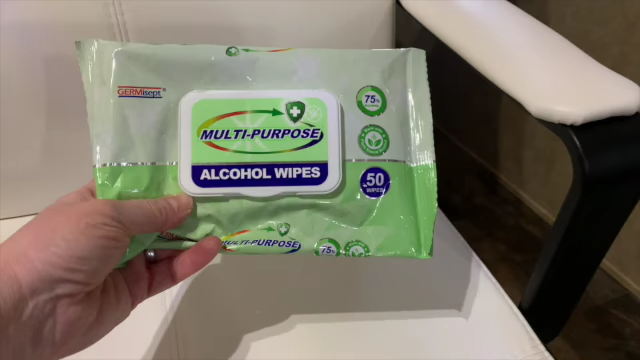 GERMisept®
MULTI-PURPOSE
ALCOHOL WIPES
75%
50
WIPES
MULTI-PURPOSE
75%